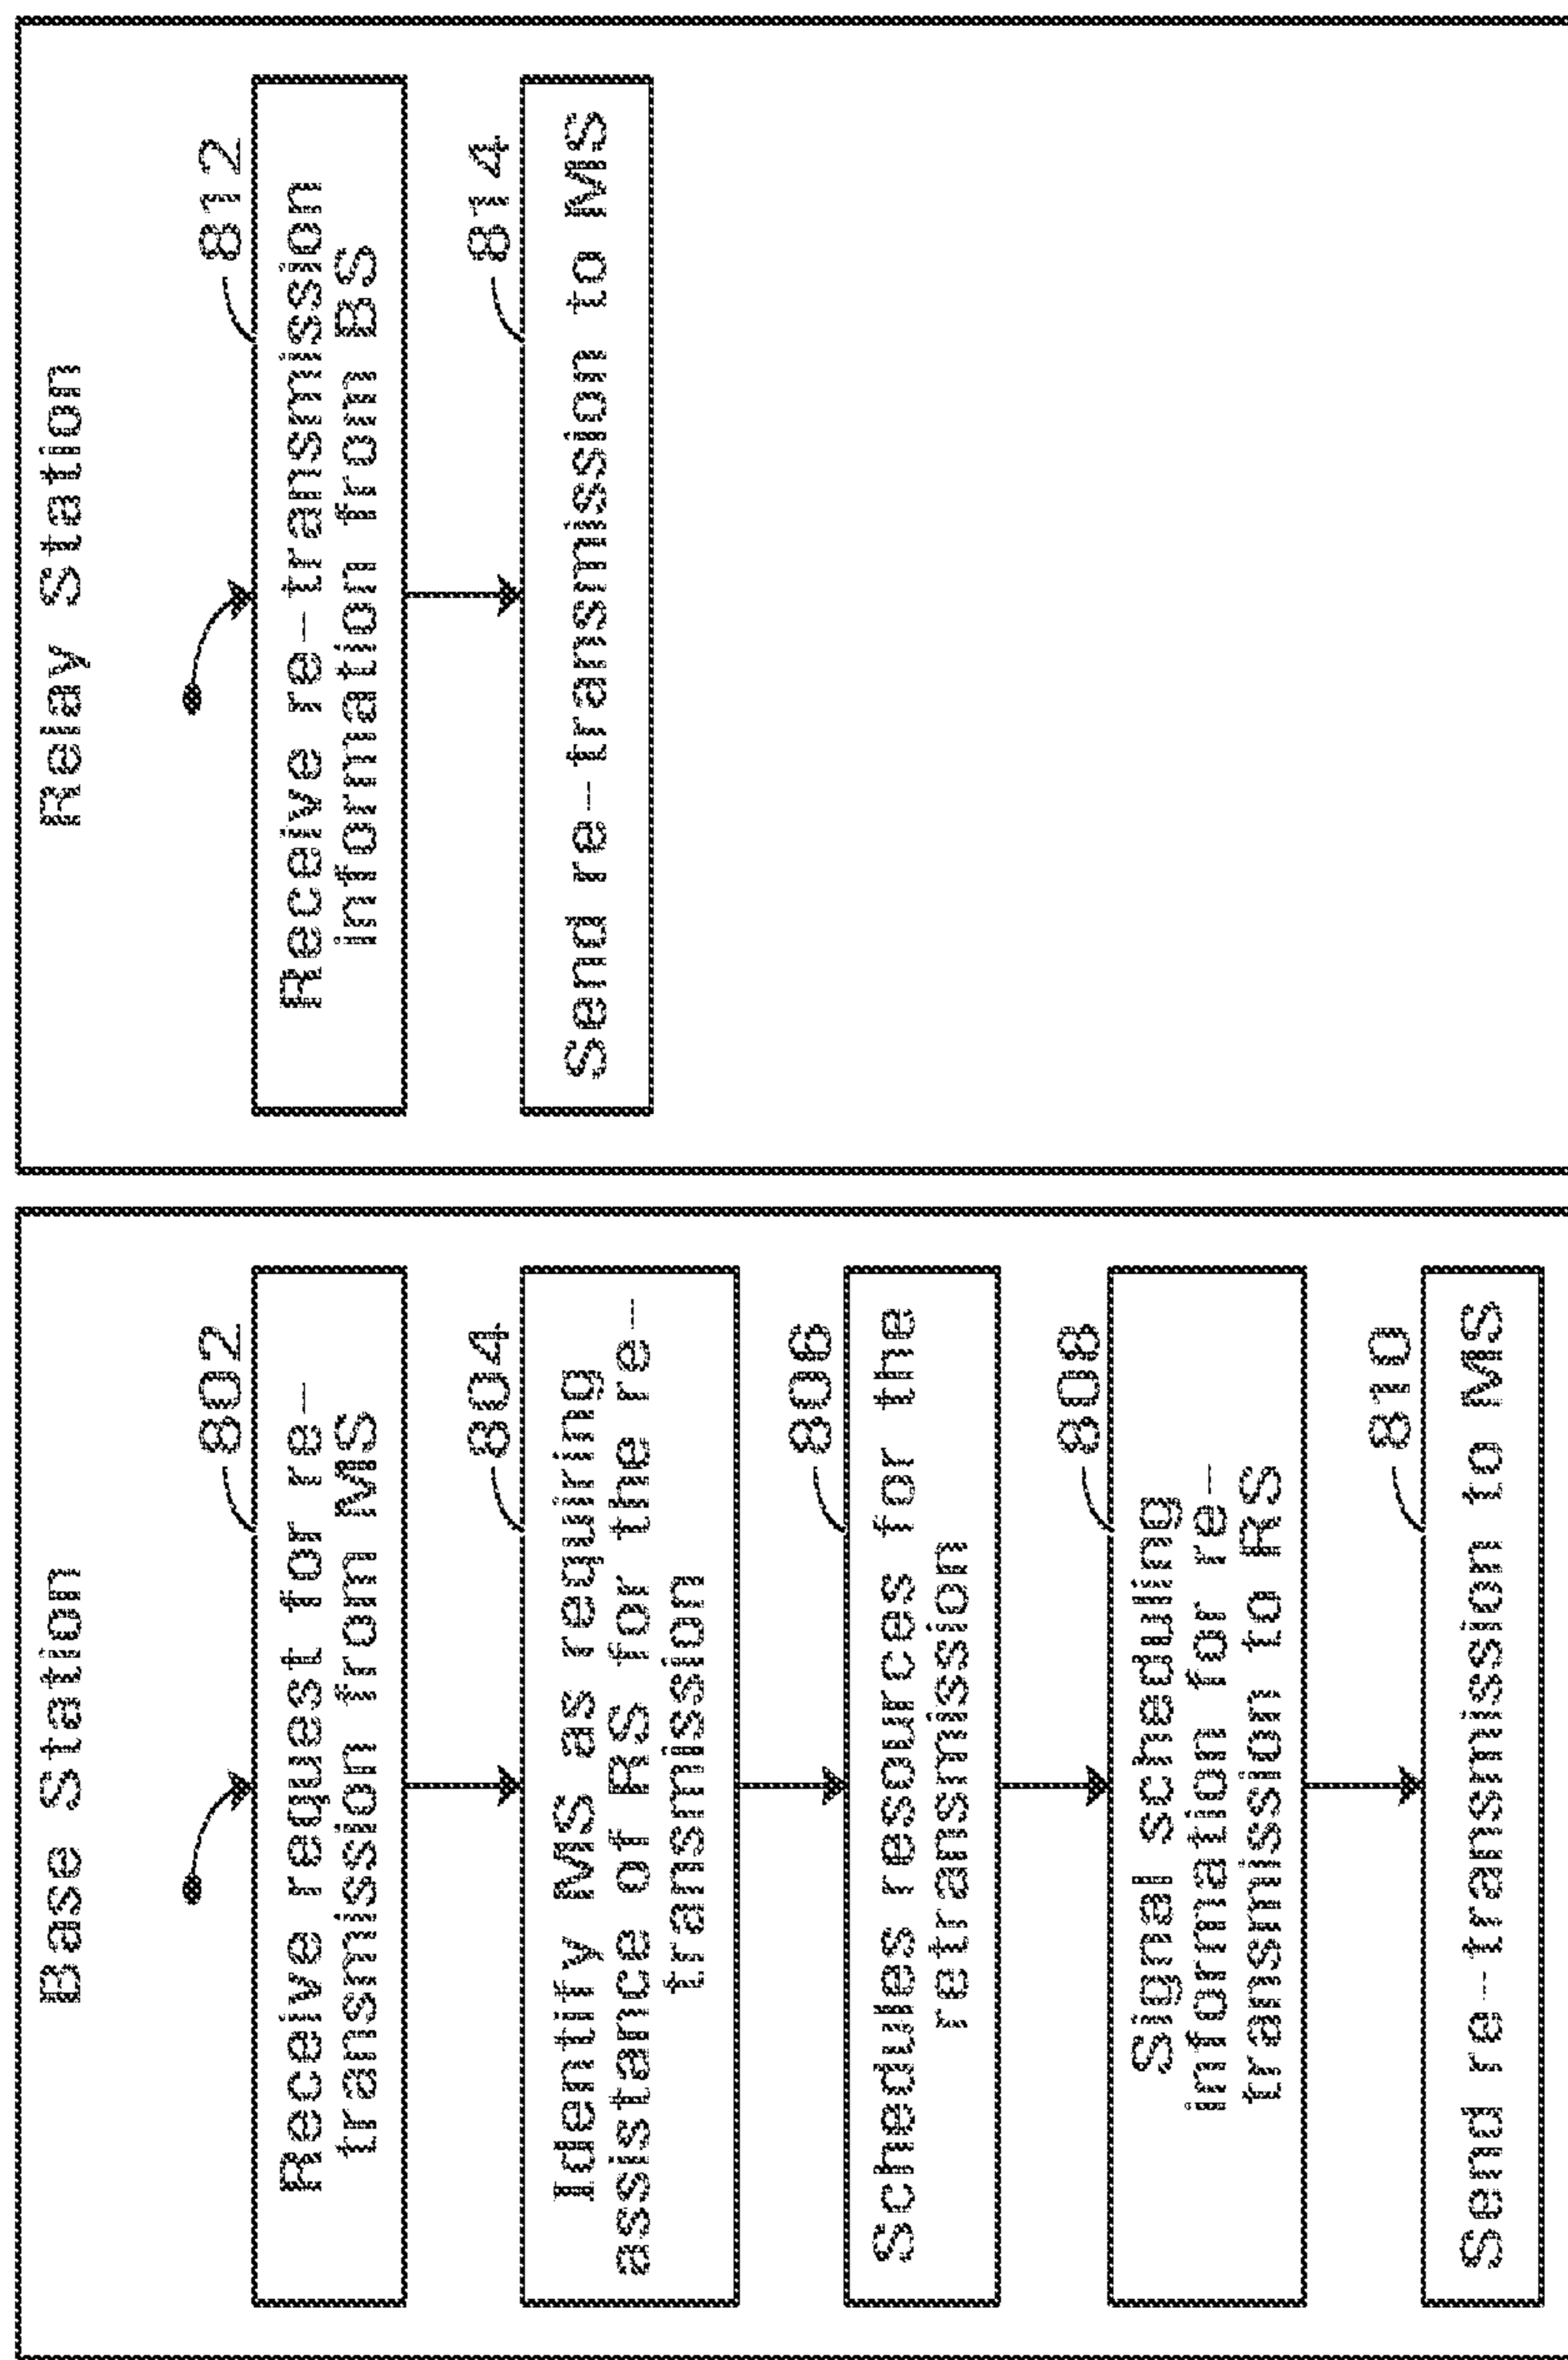 Base Station
802
Receive request for re-
transmission from MS
804
Identify MS as requiring
assistance of RS for the re-
transmission
806
Schedules resources for the
retransmission
808
Signal scheduling
information for re-
transmission to RS
810
Send re-transmission to MS
Relay Station
812
Receive re-transmission
information from BS
814
Send re-transmission to MS